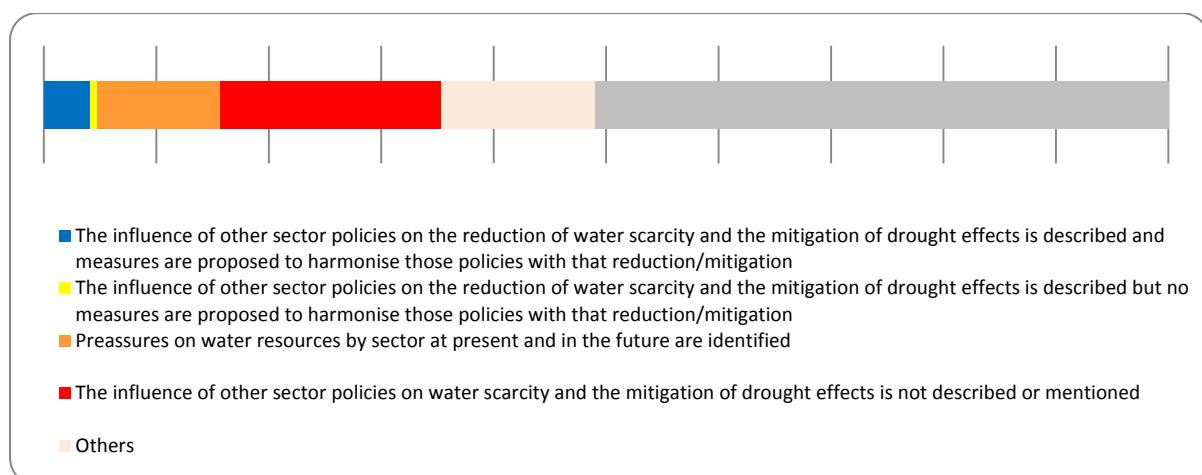 The influence of other sector policies on the reduction of water scarcity and the mitigation of drought effects is described and
measures are proposed to harmonise those policies with that reduction/mitigation
The influence of other sector policies on the reduction of water scarcity and the mitigation of drought effects is described but no
measures are proposed to harmonise those policies with that reduction/mitigation
Preassures on water resources by sector at present and in the future are identified
The influence of other sector policies on water scarcity and the mitigation of drought effects is not described or mentioned
Others